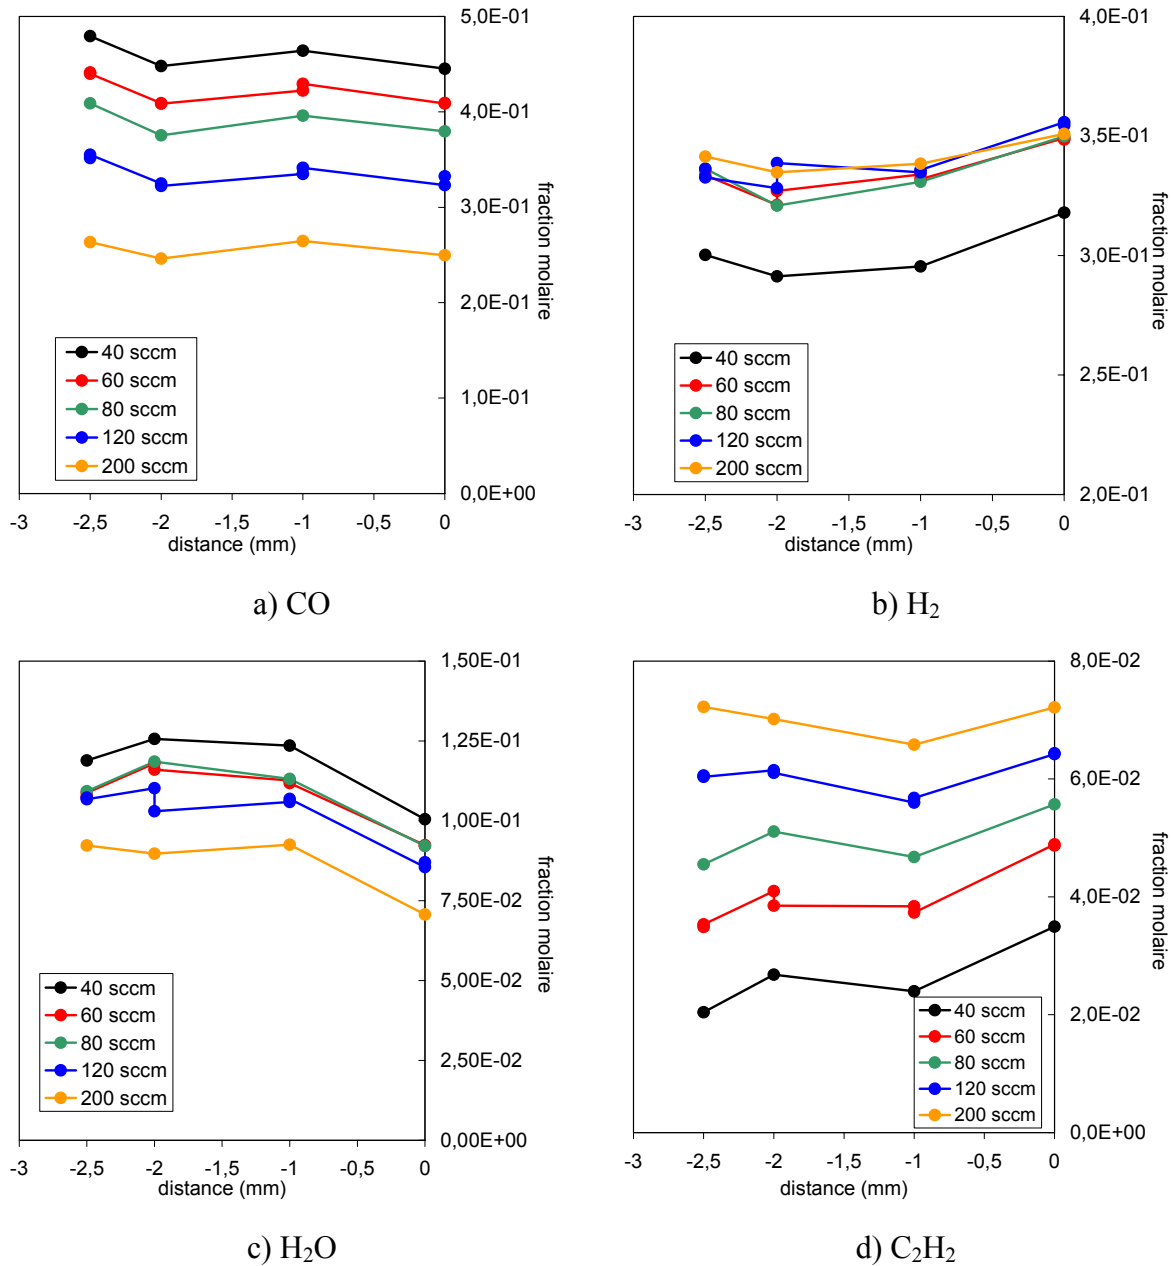 5,0E-01
4,0E-01
3,0E-01
2,0E-01
1,0E-01
0,0E+00
fraction molaire
40 sccm
60 sccm
80 sccm
120 sccm
200 sccm
-3 -2,5 -2 -1,5 -1 -0,5 0
distance (mm)
a) CO
4,0E-01
3,5E-01
3,0E-01
2,5E-01
2,0E-01
fraction molaire
40 sccm
60 sccm
80 sccm
120 sccm
200 sccm
-3 -2,5 -2 -1,5 -1 -0,5 0
distance (mm)
b) H₂
1,50E-01
1,25E-01
1,00E-01
7,50E-02
5,00E-02
2,50E-02
0,00E+00
fraction molaire
40 sccm
60 sccm
80 sccm
120 sccm
200 sccm
-3 -2,5 -2 -1,5 -1 -0,5 0
distance (mm)
c) H₂O
8,0E-02
6,0E-02
4,0E-02
2,0E-02
0,0E+00
fraction molaire
40 sccm
60 sccm
80 sccm
120 sccm
200 sccm
-3 -2,5 -2 -1,5 -1 -0,5 0
distance (mm)
d) C₂H₂